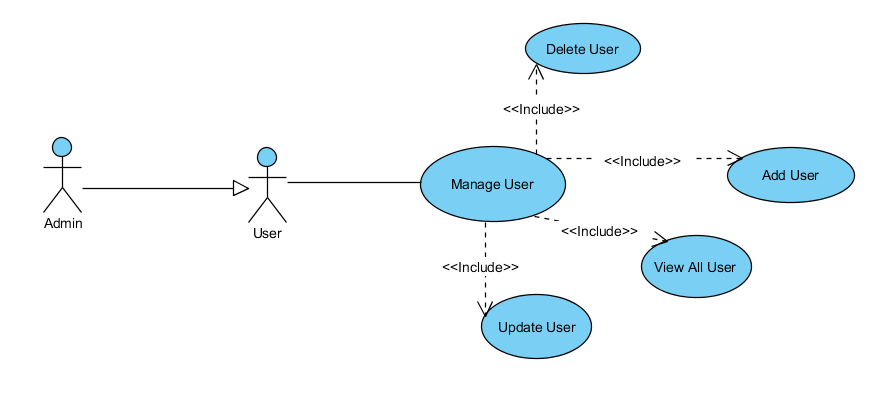 Delete User
<<Include>>
<<Include>>
Add User
Manage User
Admin
User
<<Include>>
<<Include>>
View All User
Update User